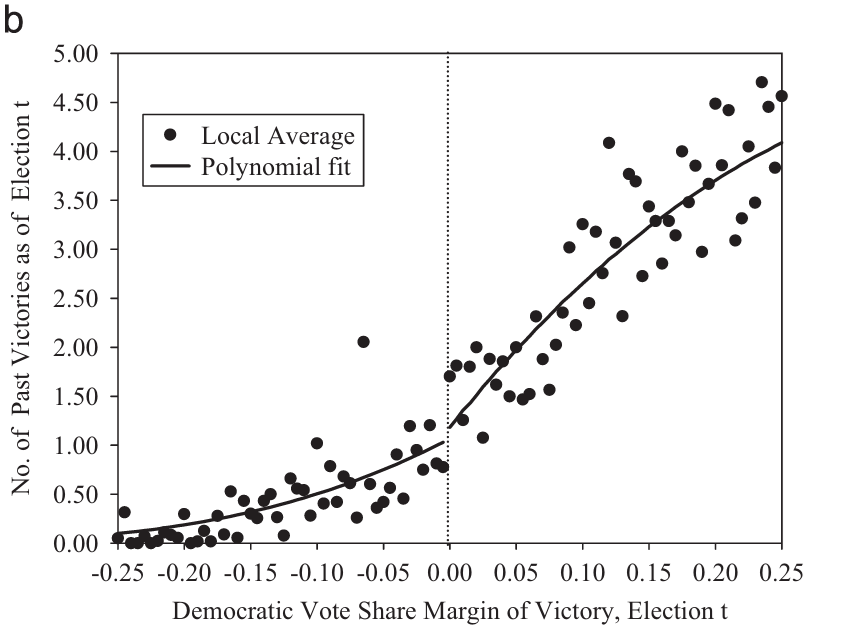 b
No. of Past Victories as of Election t
5.00
4.50
4.00
3.50
3.00
2.50
2.00
1.50
1.00
0.50
0.00
Local Average
Polynomial fit
-0.25 -0.20 -0.15 -0.10 -0.05 0.00 0.05 0.10 0.15 0.20 0.25
Democratic Vote Share Margin of Victory, Election t